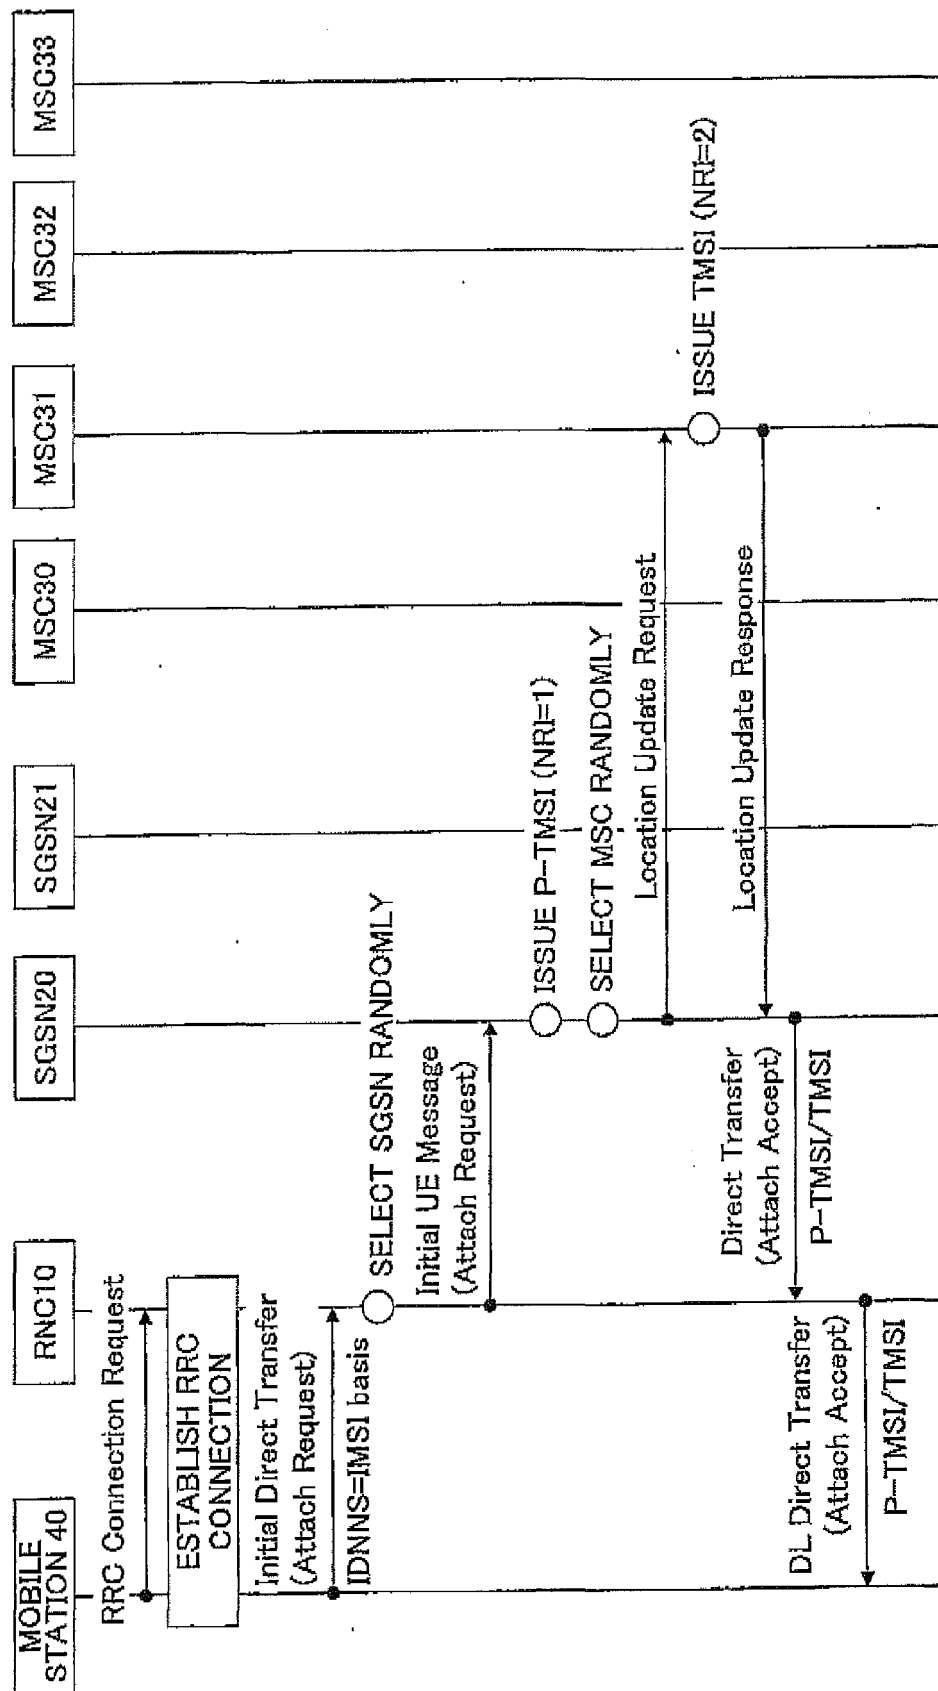 MOBILE
STATION 40
RNC10
SGSN20
SGSN21
MSC30
MSC31
MSC32
MSC33
RRC Connection Request
ESTABLISH RRC
CONNECTION
Initial Direct Transfer
(Attach Request)
IDNNS=IMSI basis
SELECT SGSN RANDOMLY
Initial UE Message
(Attach Request)
ISSUE P-TMSI (NRI=1)
SELECT MSC RANDOMLY
Location Update Request
ISSUE TMSI (NRI=2)
Location Update Response
Direct Transfer
(Attach Accept)
P-TMSI/TMSI
DL Direct Transfer
(Attach Accept)
P-TMSI/TMSI